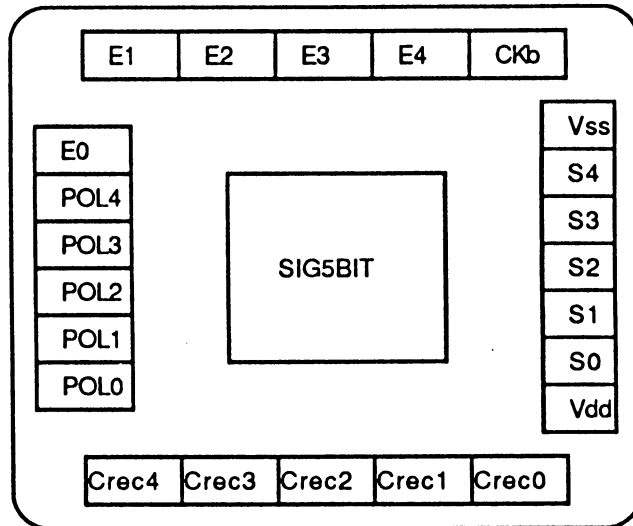 E1 E2 E3 E4 CKb
E0
POL4
POL3
POL2
POL1
POL0
SIG5BIT
Vss
S4
S3
S2
S1
S0
Vdd
Crec4 Crec3 Crec2 Crec1 Crec0